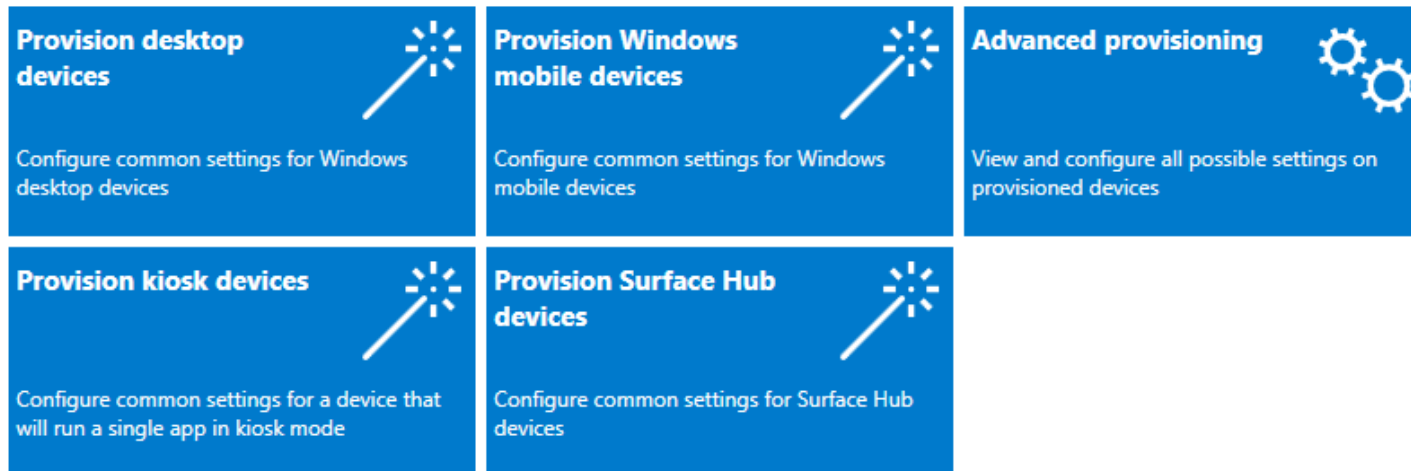 Provision desktop
devices
Configure common settings for Windows
desktop devices
Provision Windows
mobile devices
Configure common settings for Windows
mobile devices
Advanced provisioning
View and configure all possible settings on
provisioned devices
Provision kiosk devices
Configure common settings for a device that
will run a single app in kiosk mode
Provision Surface Hub
devices
Configure common settings for Surface Hub
devices